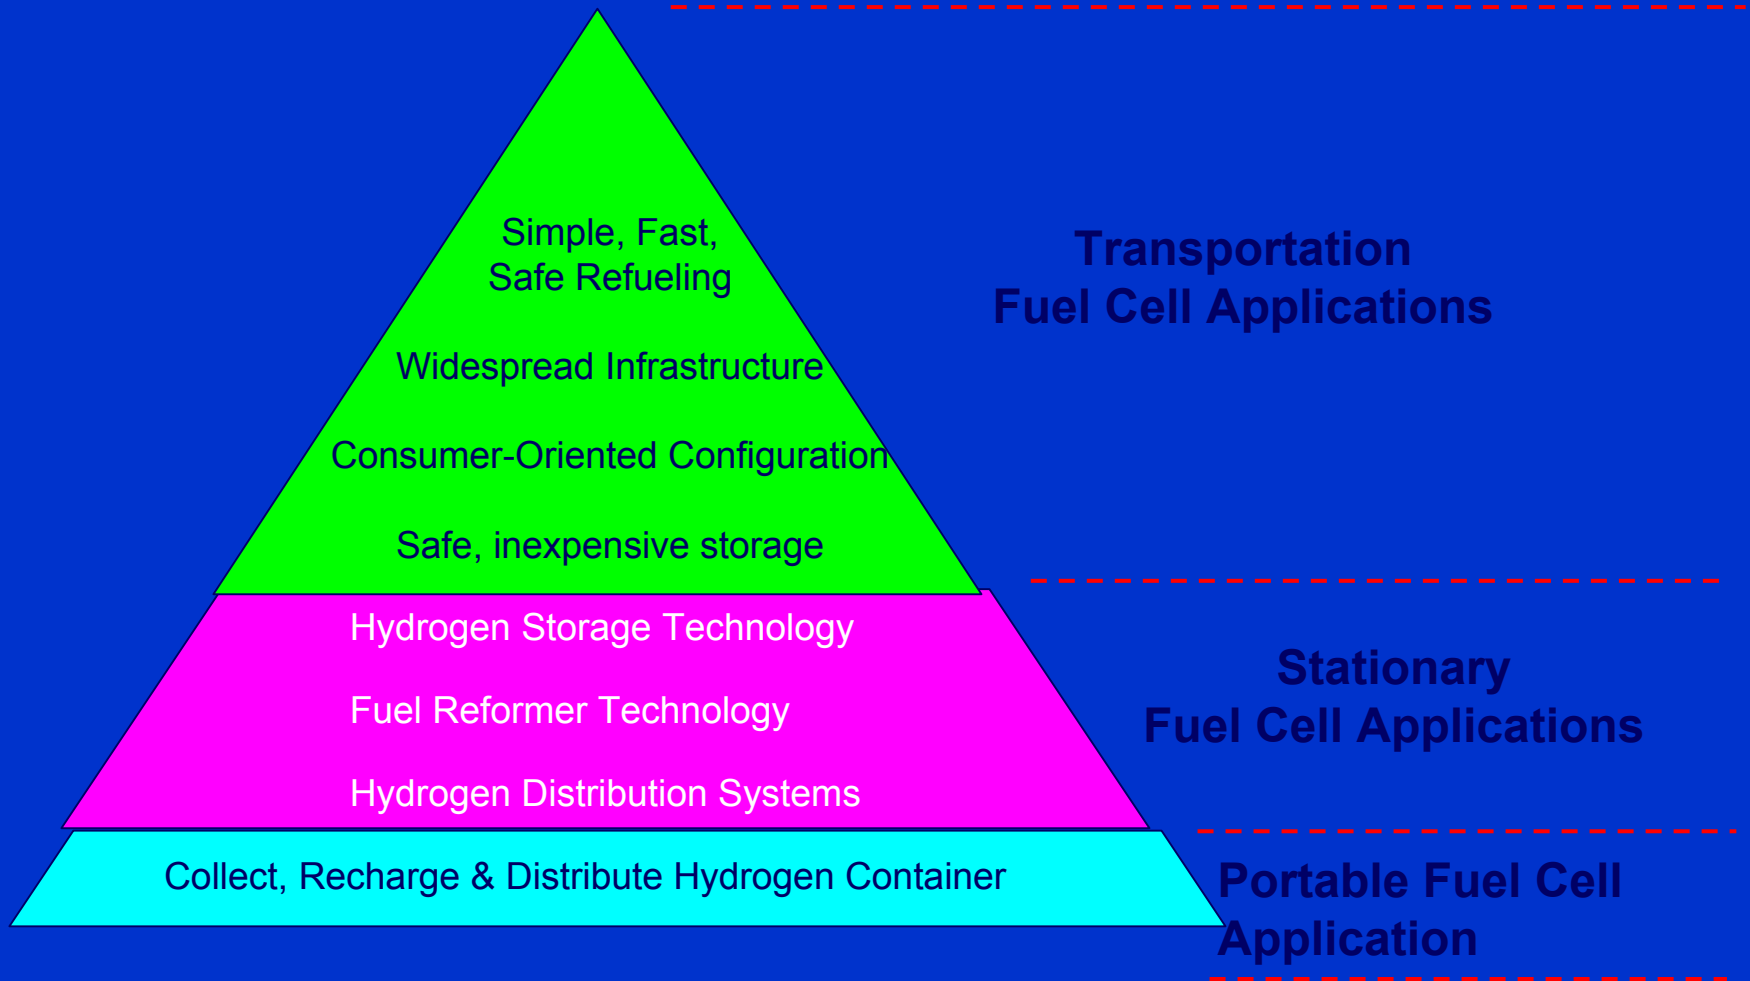 Simple, Fast,
Safe Refueling
Widespread Infrastructure
Consumer-Oriented Configuration
Safe, inexpensive storage
Transportation
Fuel Cell Applications
Hydrogen Storage Technology
Fuel Reformer Technology
Hydrogen Distribution Systems
Stationary
Fuel Cell Applications
Collect, Recharge & Distribute Hydrogen Container
Portable Fuel Cell
Application